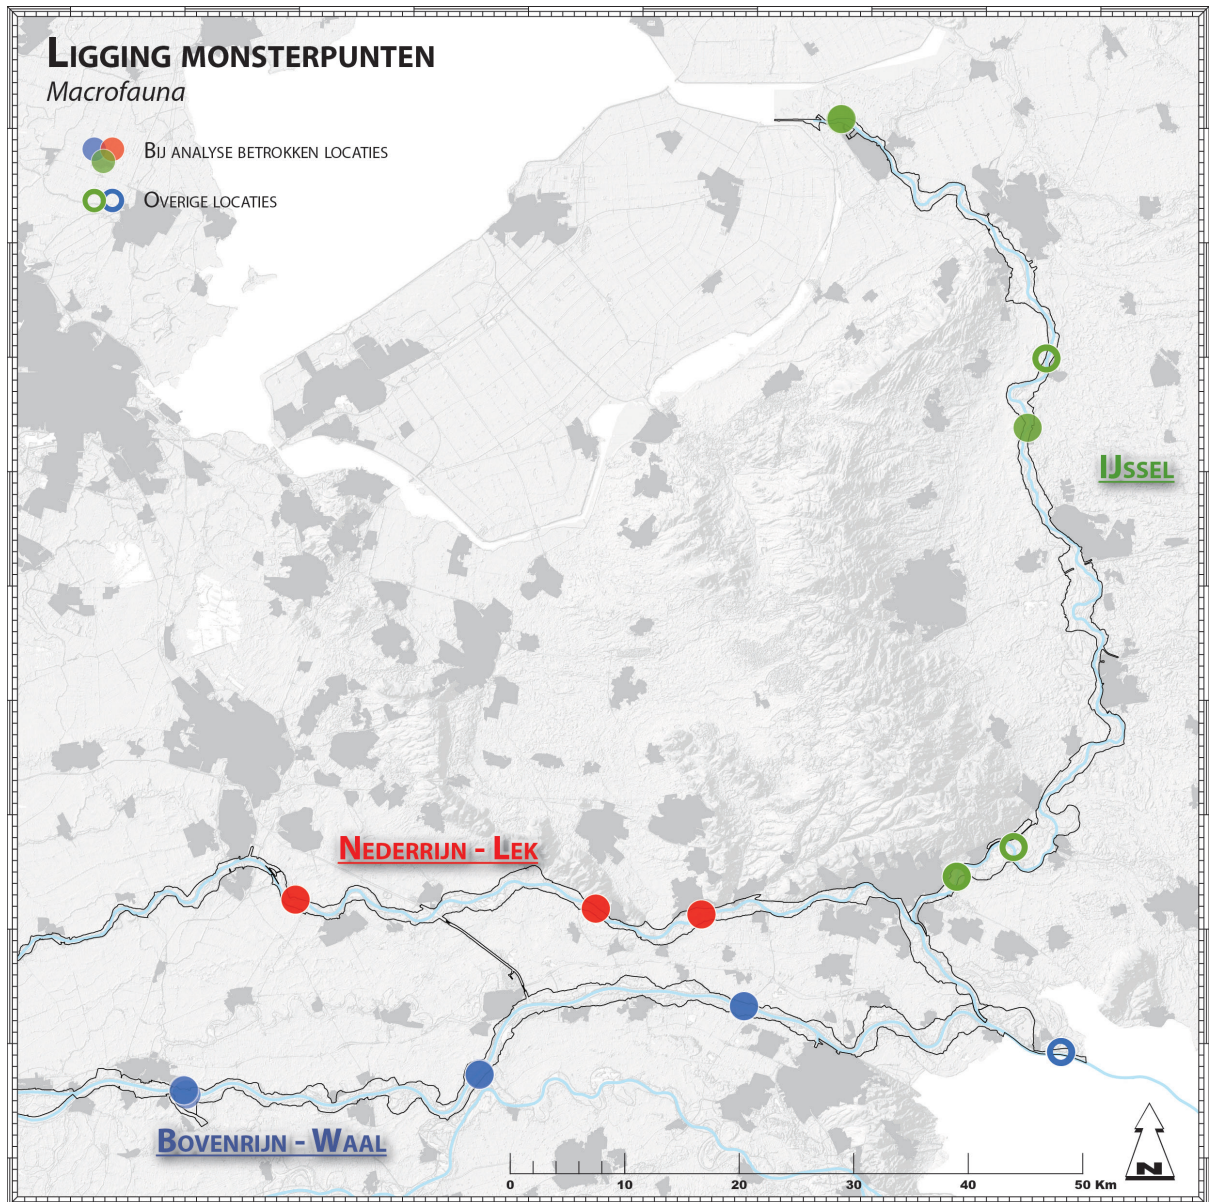 Ligging monsterpunten
Macrofauna
Bij analyse betrokken locaties
Overige locaties
IJssel
Nederrijn - Lek
Bovenrijn - Waal
0 10 20 30 40 50 Km
N